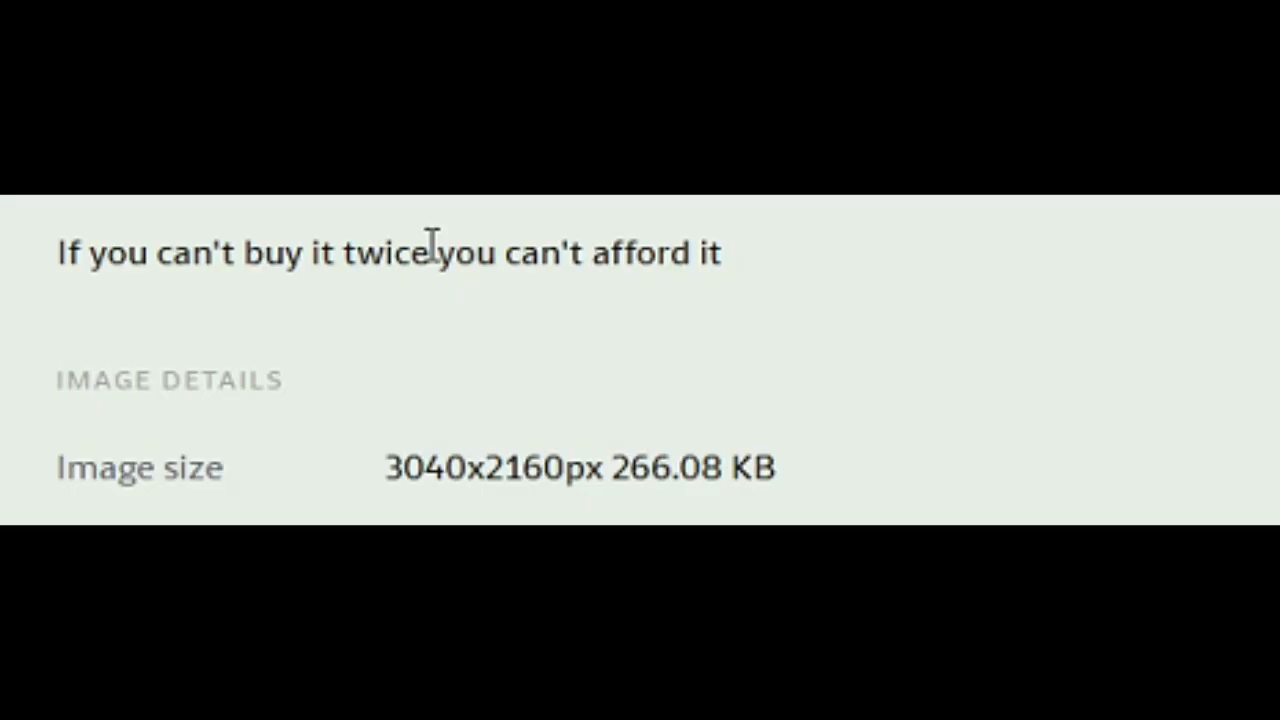 If you can't buy it twice you can't afford it
IMAGE DETAILS
Image size 3040x2160px 266.08 KB